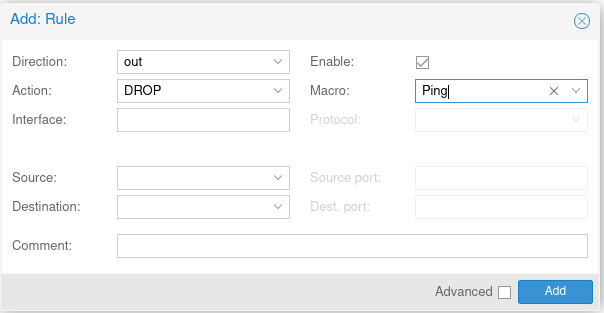 Add: Rule
Direction: out Enable:
Action: DROP Macro: Ping
Interface: Protocol:
Source: Source port:
Destination: Dest. port:
Comment:
Advanced Add